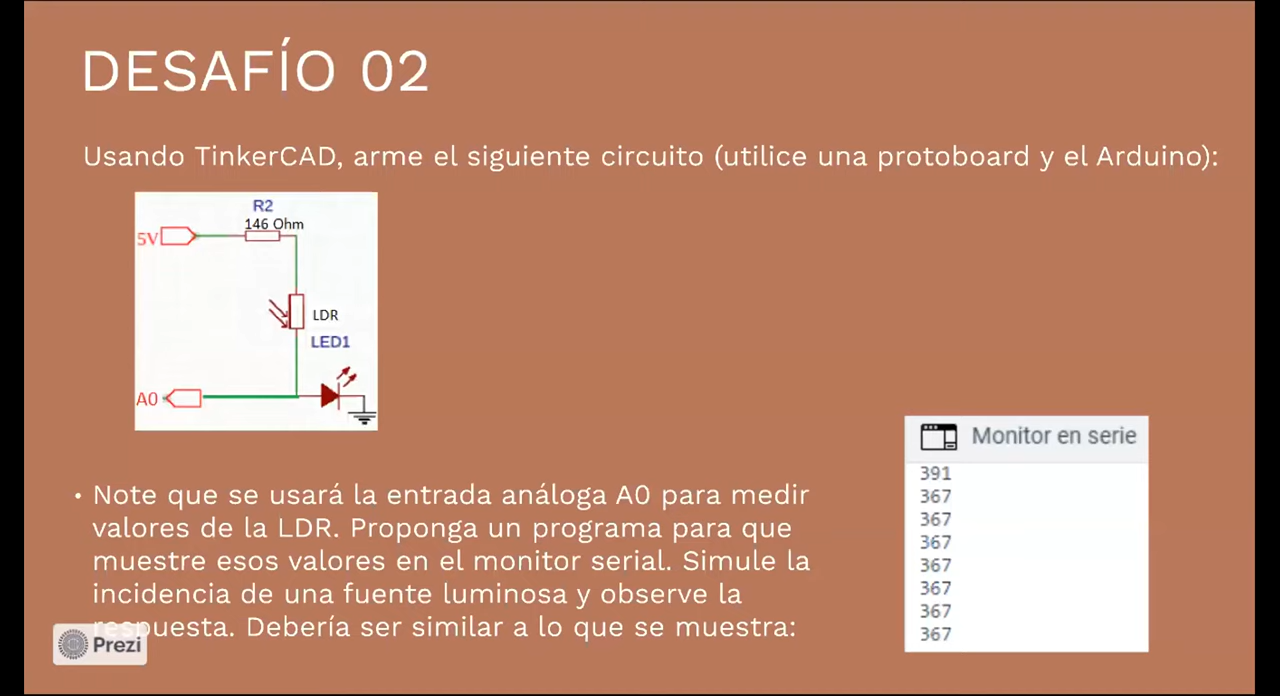 DESAFÍO 02
Usando TinkerCAD, arme el siguiente circuito (utilice una protoboard y el Arduino):
R2
146 Ohm
5V
LDR
LED1
A0
• Note que se usará la entrada análoga A0 para medir
valores de la LDR. Proponga un programa para que
muestre esos valores en el monitor serial. Simule la
incidencia de una fuente luminosa y observe la
respuesta. Debería ser similar a lo que se muestra:
Prezi
Monitor en serie
391
367
367
367
367
367
367
367